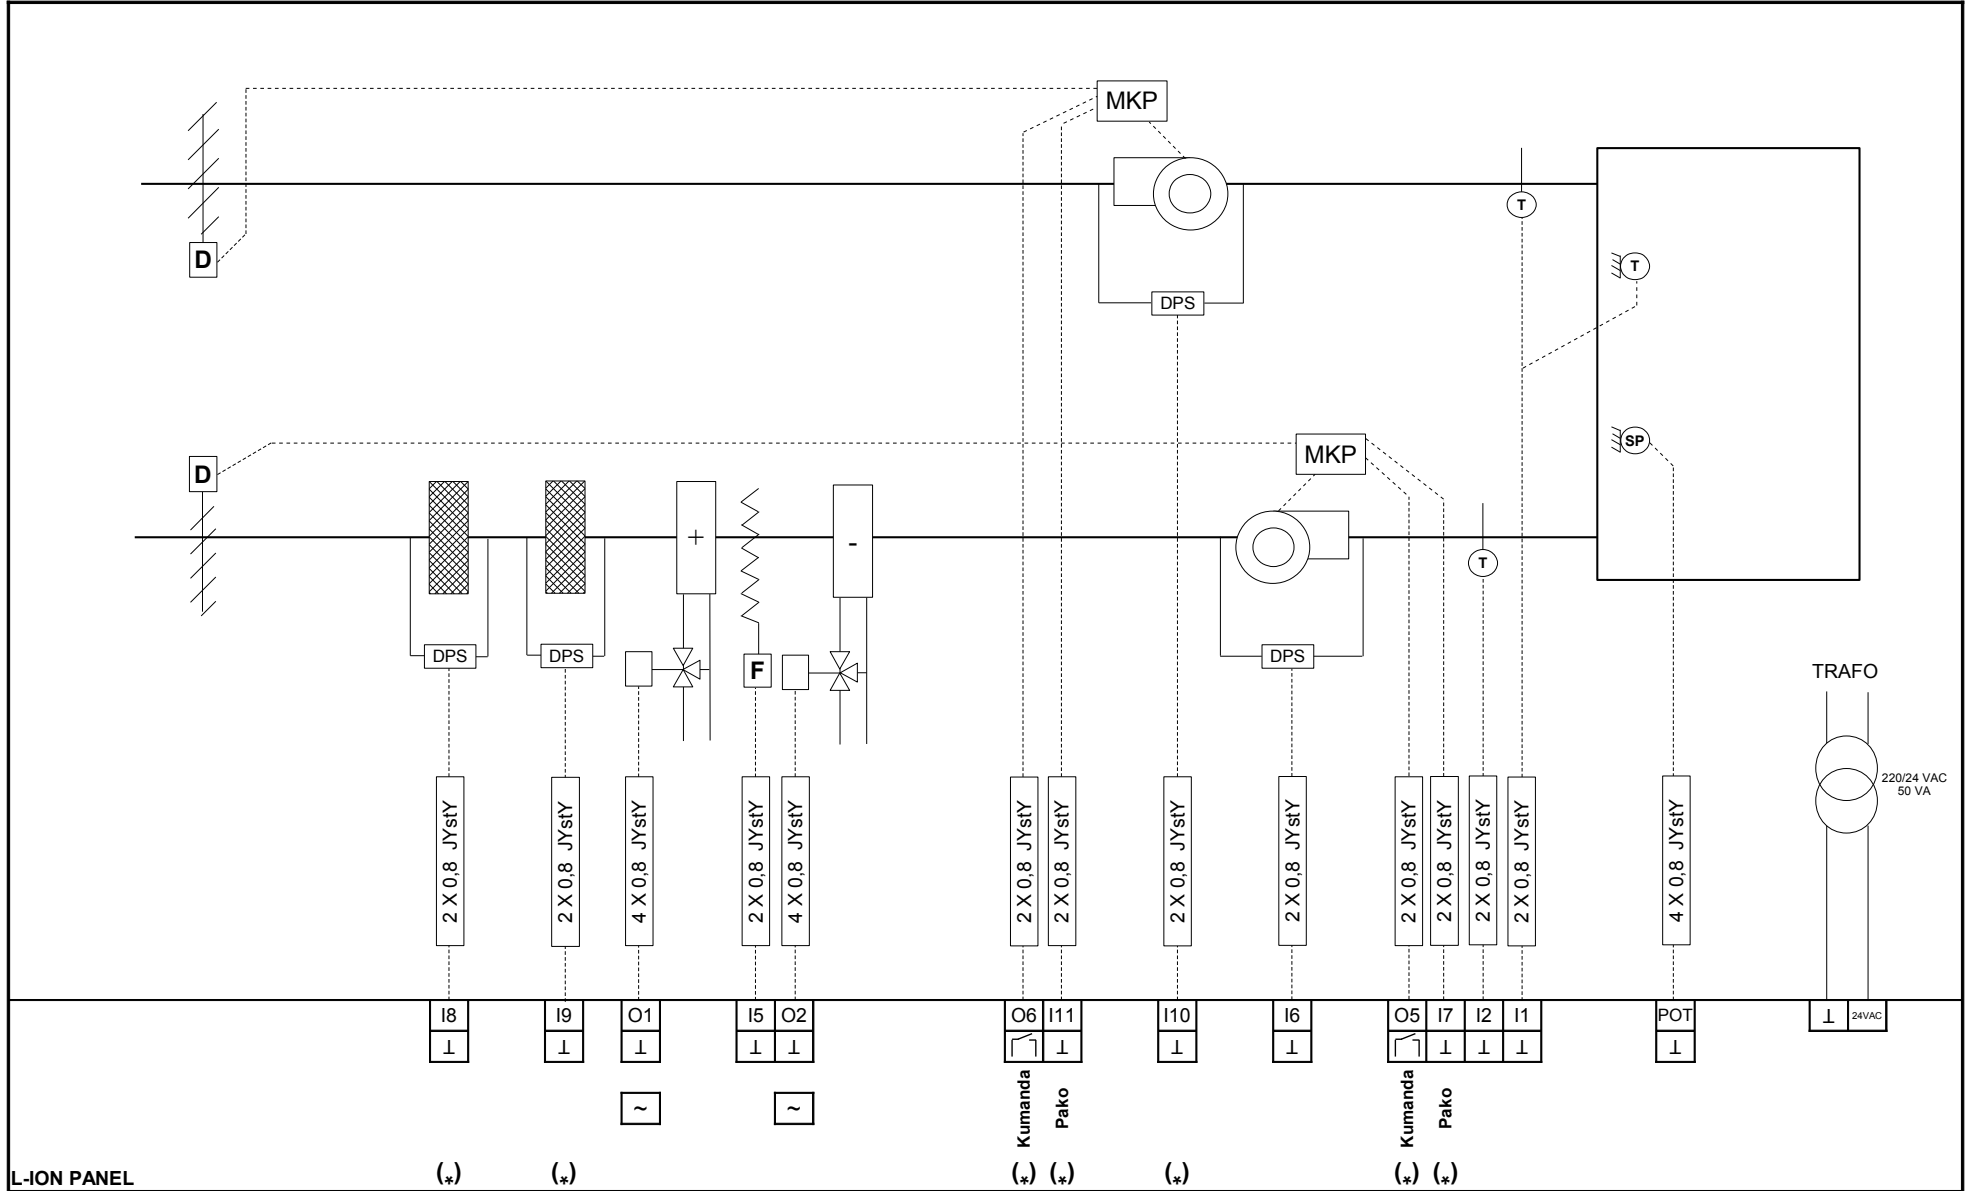 MKP
T
D
T
DPS
SP
MKP
D
+
-
T
DPS
DPS
F
DPS
TRAFO
220/24 VAC
50 VA
2 X 0,8 JYstY
2 X 0,8 JYstY
4 X 0,8 JYstY
2 X 0,8 JYstY
4 X 0,8 JYstY
2 X 0,8 JYstY
2 X 0,8 JYstY
2 X 0,8 JYstY
2 X 0,8 JYstY
2 X 0,8 JYstY
2 X 0,8 JYstY
2 X 0,8 JYstY
2 X 0,8 JYstY
4 X 0,8 JYstY
I8 I9 O1 I5 O2 O6 I11 I10 I6 O5 I7 I2 I1 POT ⊥ 24VAC
⊥ ⊥ ⊥ ⊥ ⊥ ⊥ ⊥ ⊥ ⊥ ⊥ ⊥ ⊥
~ ~
Kumanda
Pako
Kumanda
Pako
L-ION PANEL
(*) (*) (*) (*) (*) (*) (*)